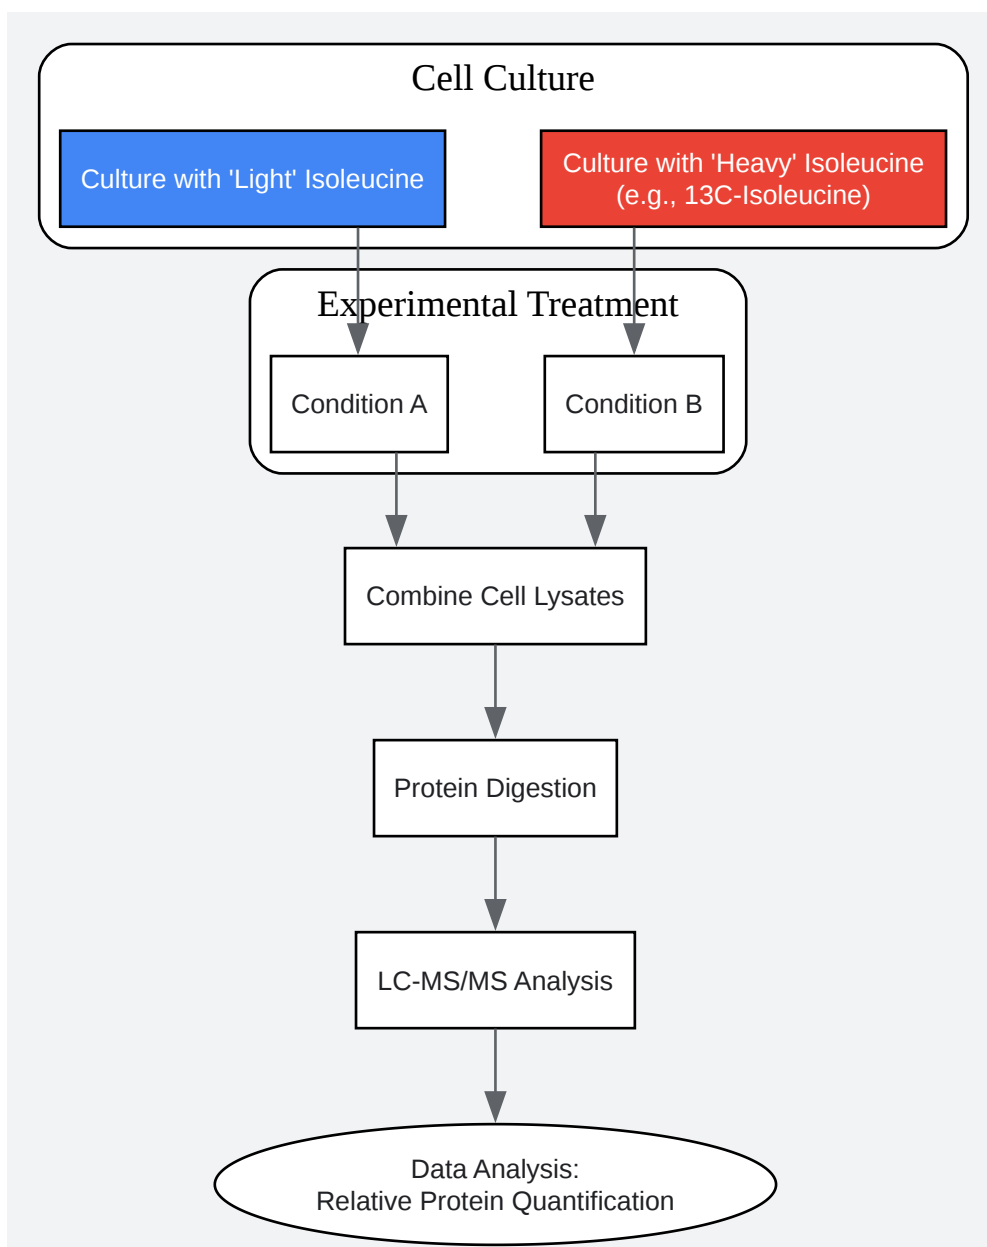 Cell Culture
Culture with 'Light' Isoleucine
Culture with 'Heavy' Isoleucine
(e.g., 13C-Isoleucine)
Experimental Treatment
Condition A
Condition B
Combine Cell Lysates
Protein Digestion
LC-MS/MS Analysis
Data Analysis:
Relative Protein Quantification